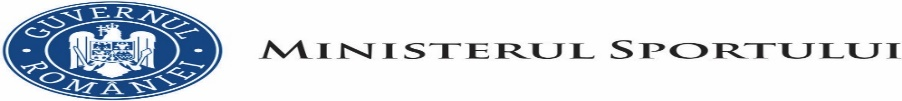 GUVERNUL ROMÂNIEI
MINISTERUL SPORTULUI